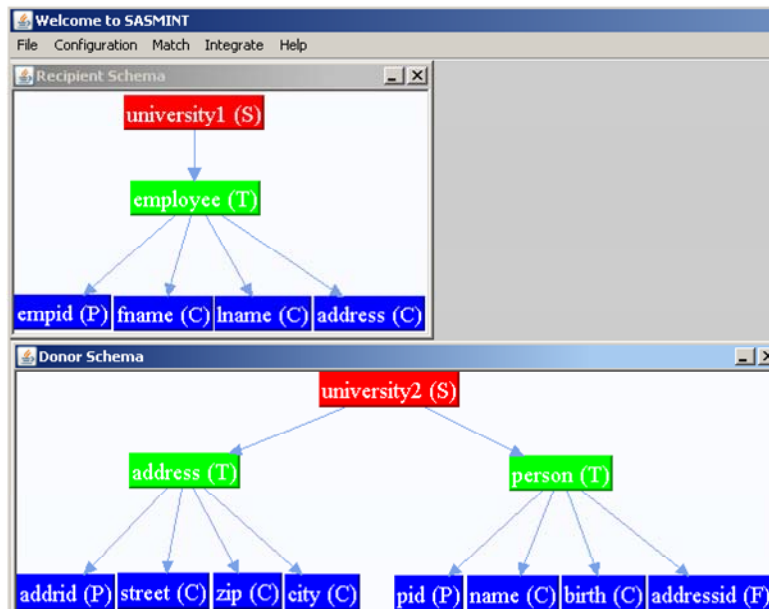 Welcome to SASMINT
File Configuration Match Integrate Help
Recipient Schema
university1 (S)
employee (T)
empid (P) fname (C) lname (C) address (C)
Donor Schema
university2 (S)
address (T) person (T)
addrid (P) street (C) zip (C) city (C) pid (P) name (C) birth (C) addressid (F)